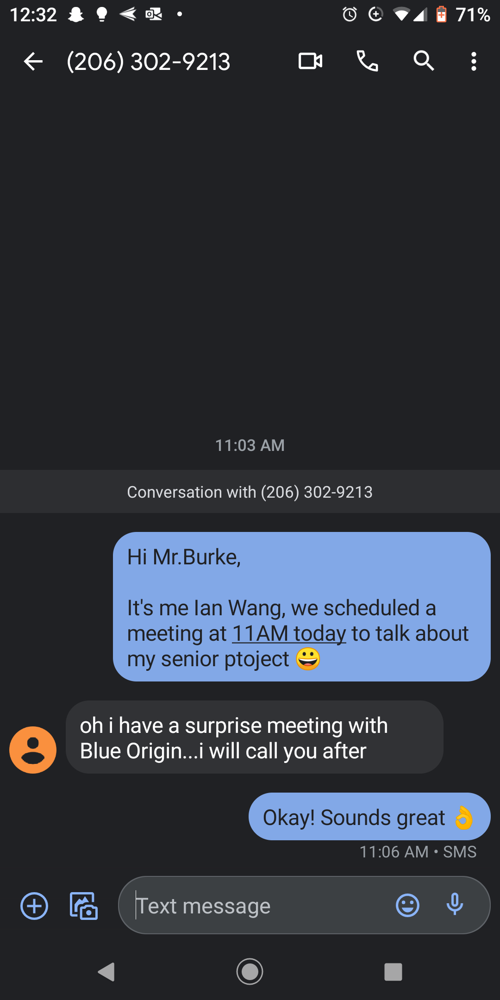 12:32 71%
(206) 302-9213
11:03 AM
Conversation with (206) 302-9213
Hi Mr.Burke,
It's me Ian Wang, we scheduled a
meeting at 11AM today to talk about
my senior ptoject 😀
oh i have a surprise meeting with
Blue Origin...i will call you after
Okay! Sounds great 👌
11:06 AM • SMS
Text message